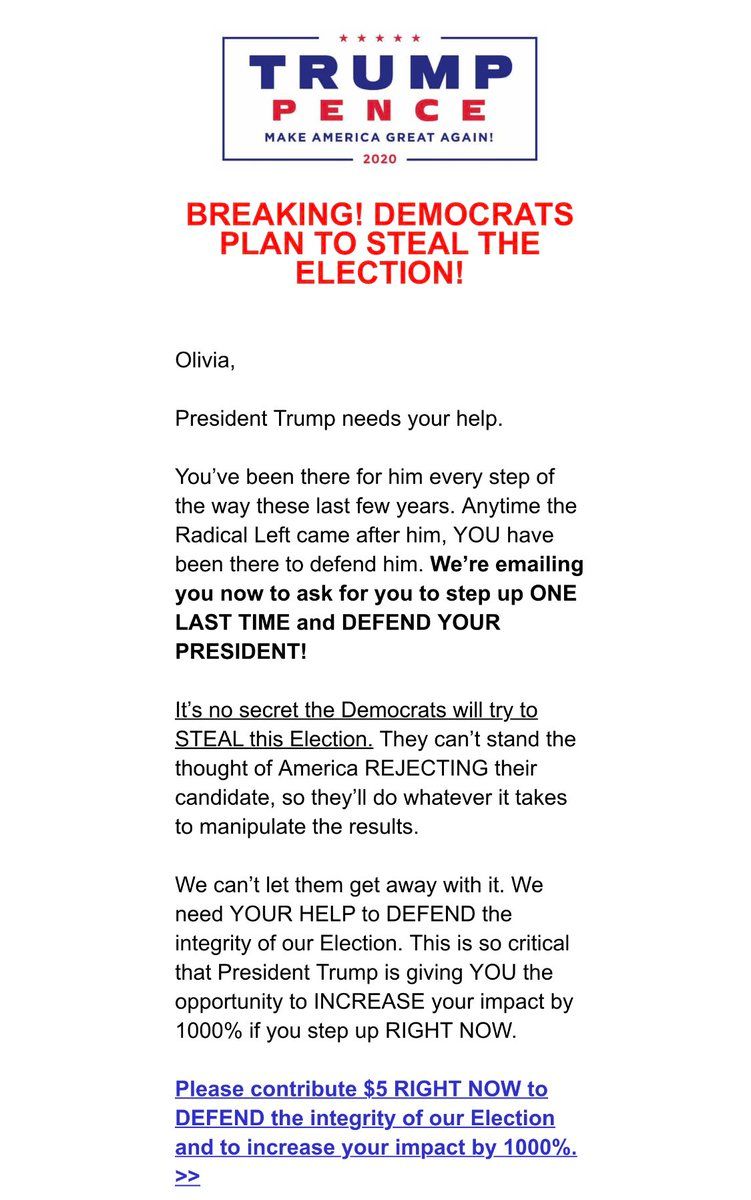 TRUMP
PENCE
MAKE AMERICA GREAT AGAIN!
2020
BREAKING! DEMOCRATS
PLAN TO STEAL THE
ELECTION!
Olivia,
President Trump needs your help.
You’ve been there for him every step of
the way these last few years. Anytime the
Radical Left came after him, YOU have
been there to defend him. We’re emailing
you now to ask for you to step up ONE
LAST TIME and DEFEND YOUR
PRESIDENT!
It’s no secret the Democrats will try to
STEAL this Election. They can’t stand the
thought of America REJECTING their
candidate, so they’ll do whatever it takes
to manipulate the results.
We can’t let them get away with it. We
need YOUR HELP to DEFEND the
integrity of our Election. This is so critical
that President Trump is giving YOU the
opportunity to INCREASE your impact by
1000% if you step up RIGHT NOW.
Please contribute $5 RIGHT NOW to
DEFEND the integrity of our Election
and to increase your impact by 1000%.
>>